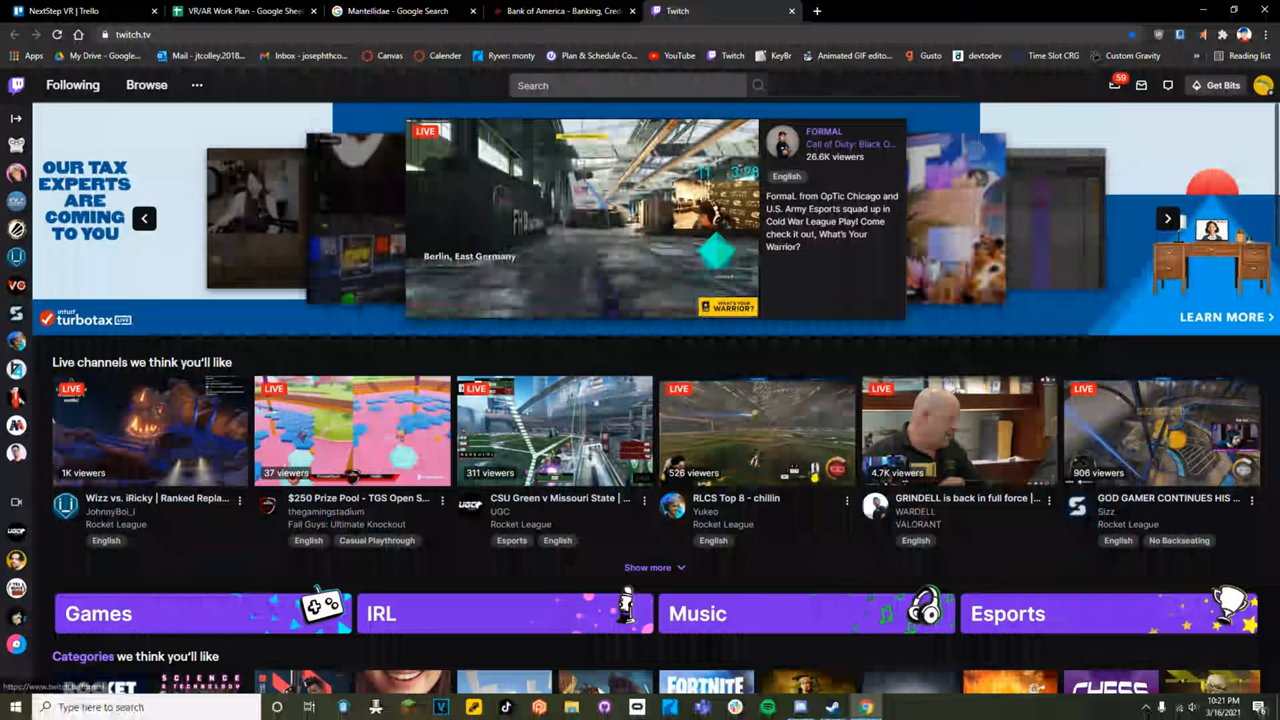 NextStep VR | Trello
VR/AR Work Plan - Google Shee
Mantellidae - Google Search
Bank of America - Banking, Cred
Twitch
twitch.tv
Apps
My Drive - Google...
Mail - jtcolley.2018...
Inbox - josephthco...
Canvas
Calender
Ryver: monty
Plan & Schedule Co...
YouTube
Twitch
KeyBr
Animated GIF edito...
Gusto
devtodev
Time Slot CRG
Custom Gravity
»
Reading list
Following
Browse
Search
59
Get Bits
OUR TAX
EXPERTS
ARE
COMING
TO YOU
intuit
turbotax LIVE
LIVE
Berlin, East Germany
WHAT'S YOUR
WARRIOR?
FORMAL
Call of Duty: Black O...
26.6K viewers
English
FormaL from OpTic Chicago and
U.S. Army Esports squad up in
Cold War League Play! Come
check it out, What's Your
Warrior?
LEARN MORE >
Live channels we think you'll like
LIVE
1K viewers
Wizz vs. iRicky | Ranked Repla...
JohnnyBoi_i
Rocket League
English
LIVE
37 viewers
$250 Prize Pool - TGS Open S...
thegamingstadium
Fall Guys: Ultimate Knockout
English
Casual Playthrough
LIVE
311 viewers
CSU Green v Missouri State | ...
UGC
Rocket League
Esports
English
LIVE
526 viewers
RLCS Top 8 - chillin
Yukeo
Rocket League
English
LIVE
4.7K viewers
GRINDELL is back in full force |...
WARDELL
VALORANT
English
LIVE
906 viewers
GOD GAMER CONTINUES HIS ...
Sizz
Rocket League
English
No Backseating
Show more
Games
IRL
Music
Esports
Categories we think you'll like
SCIENCE
& TECHNOLOGY
FORTNITE
CHESS
Type here to search
10:21 PM
3/16/2021